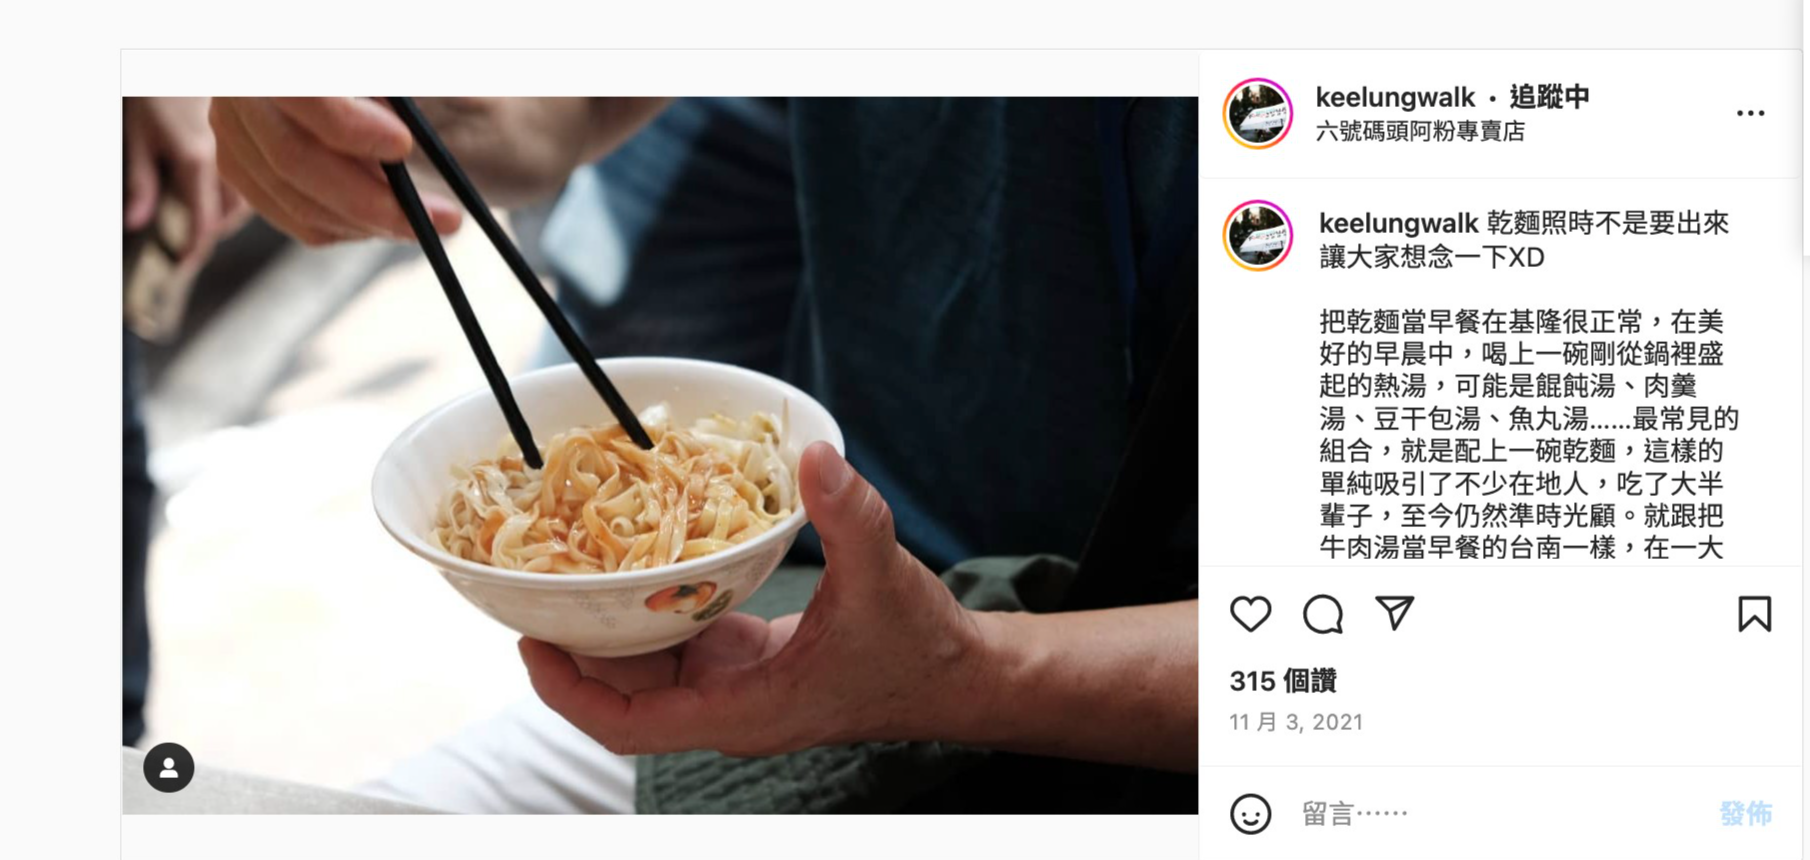 keelungwalk • 追蹤中
六號碼頭阿粉專賣店
keelungwalk 乾麵照時不是要出來
讓大家想念一下XD
把乾麵當早餐在基隆很正常，在美
好的早晨中，喝上一碗剛從鍋裡盛
起的熱湯，可能是餛飩湯、肉羹
湯、豆干包湯、魚丸湯......最常見的
組合，就是配上一碗乾麵，這樣的
單純吸引了不少在地人，吃了大半
輩子，至今仍然準時光顧。就跟把
牛肉湯當早餐的台南一樣，在一大
315 個讚
11 月 3, 2021
留言⋯⋯
發佈